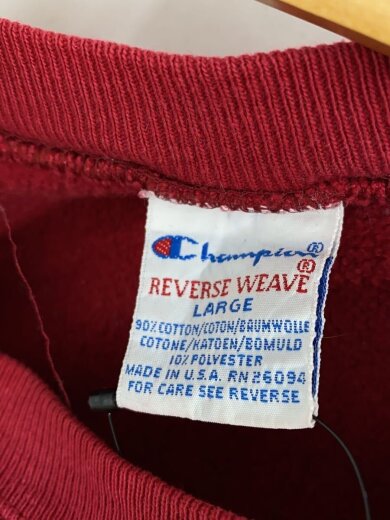 Champion®
REVERSE WEAVE®
LARGE
90% COTTON/COTON/BAUMWOLLE
COTONE/KATOEN/BOMULD
10% POLYESTER
MADE IN U.S.A. RN 26094
FOR CARE SEE REVERSE